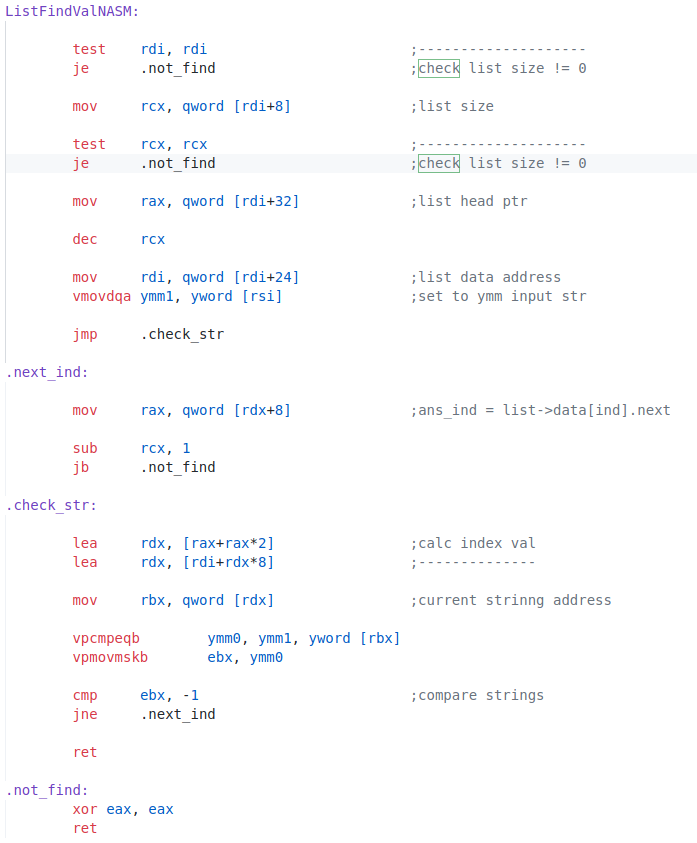 ListFindValNASM:
test rdi, rdi ;--------------------
je .not_find ;check list size != 0
mov rcx, qword [rdi+8] ;list size
test rcx, rcx ;--------------------
je .not_find ;check list size != 0
mov rax, qword [rdi+32] ;list head ptr
dec rcx
mov rdi, qword [rdi+24] ;list data address
vmovdqa ymm1, yword [rsi] ;set to ymm input str
jmp .check_str
.next_ind:
mov rax, qword [rdx+8] ;ans_ind = list->data[ind].next
sub rcx, 1
jb .not_find
.check_str:
lea rdx, [rax+rax*2] ;calc index val
lea rdx, [rdi+rdx*8] ;--------------
mov rbx, qword [rdx] ;current strinng address
vpcmpeqb ymm0, ymm1, yword [rbx]
vpmovmskb ebx, ymm0
cmp ebx, -1 ;compare strings
jne .next_ind
ret
.not_find:
xor eax, eax
ret